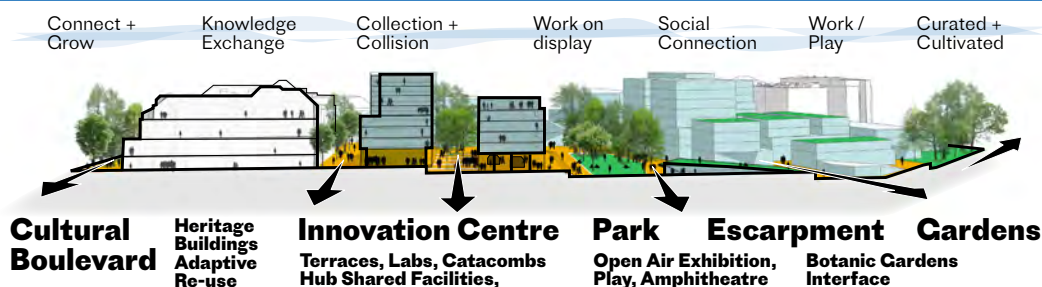 Connect +
Grow
Knowledge
Exchange
Collection +
Collision
Work on
display
Social
Connection
Work /
Play
Curated +
Cultivated
Cultural
Boulevard
Heritage
Buildings
Adaptive
Re-use
Innovation Centre
Terraces, Labs, Catacombs
Hub Shared Facilities,
Park
Open Air Exhibition,
Play, Amphitheatre
Escarpment
Botanic Gardens
Interface
Gardens